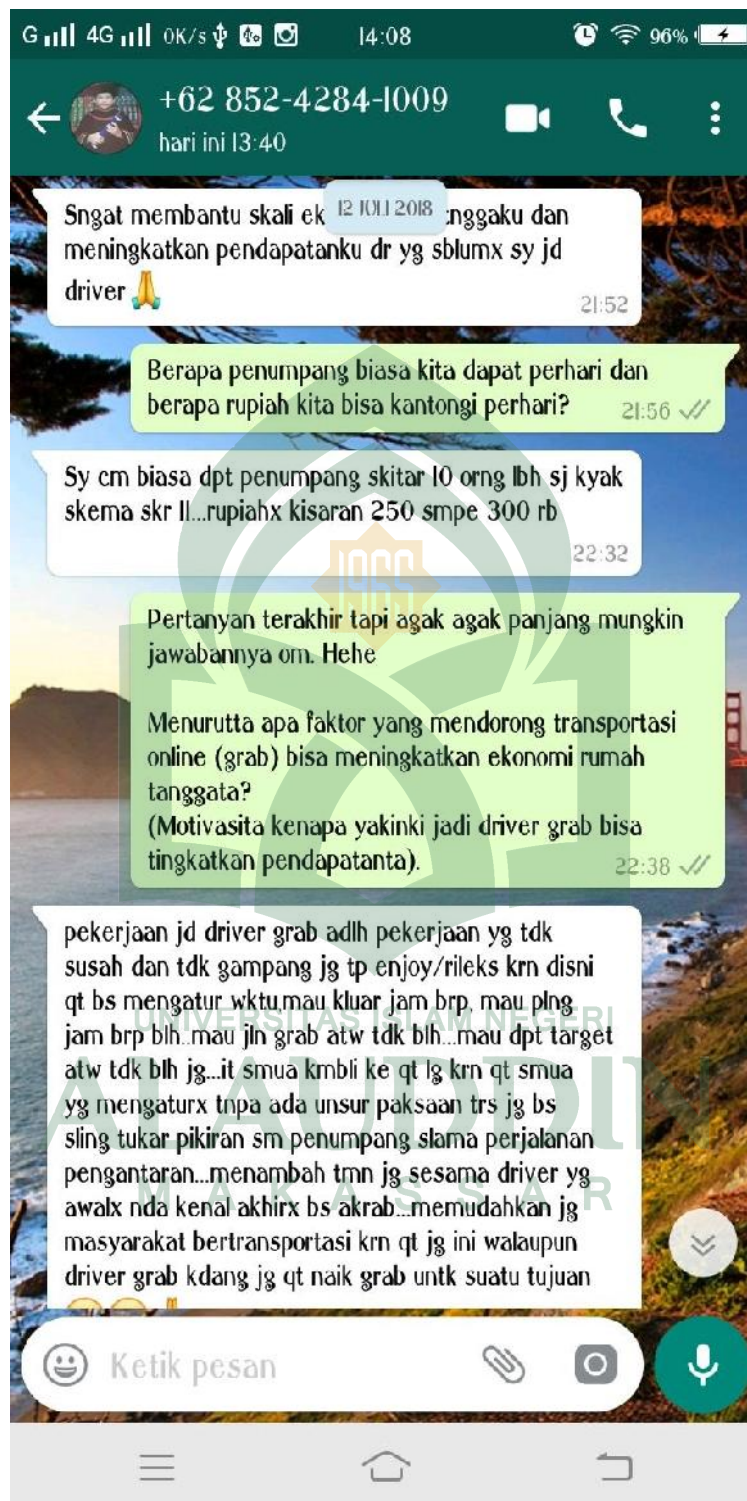 G 4G 0K/s 14:08 96%
+62 852-4284-1009
hari ini 13:40
12 JULI 2018
Sngat membantu skali ek nggaku dan
meningkatkan pendapatanku dr yg sblumx sy jd
driver 🙏
21:52
Berapa penumpang biasa kita dapat perhari dan
berapa rupiah kita bisa kantongi perhari? 21:56
Sy cm biasa dpt penumpang skitar 10 orng lbh sj kyak
skema skr 11...rupiahx kisaran 250 smpe 300 rb
22:32
1965
Pertanyan terakhir tapi agak agak panjang mungkin
jawabannya om. Hehe
Menurutta apa faktor yang mendorong transportasi
online (grab) bisa meningkatkan ekonomi rumah
tanggata?
(Motivasita kenapa yakinki jadi driver grab bisa
tingkatkan pendapatanta). 22:38
pekerjaan jd driver grab adlh pekerjaan yg tdk
susah dan tdk gampang jg tp enjoy/rileks krn disni
qt bs mengatur wktu,mau kluar jam brp, mau plng
jam brp blh..mau jln grab atw tdk blh...mau dpt target
atw tdk blh jg...it smua kmbli ke qt lg krn qt smua
yg mengaturx tnpa ada unsur paksaan trs jg bs
sling tukar pikiran sm penumpang slama perjalanan
pengantaran...menambah tmn jg sesama driver yg
awalx nda kenal akhirx bs akrab...memudahkan jg
masyarakat bertransportasi krn qt jg ini walaupun
driver grab kdang jg qt naik grab untk suatu tujuan
UNIVERSITAS ISLAM NEGERI
ALAUDDIN
MAKASSAR
Ketik pesan